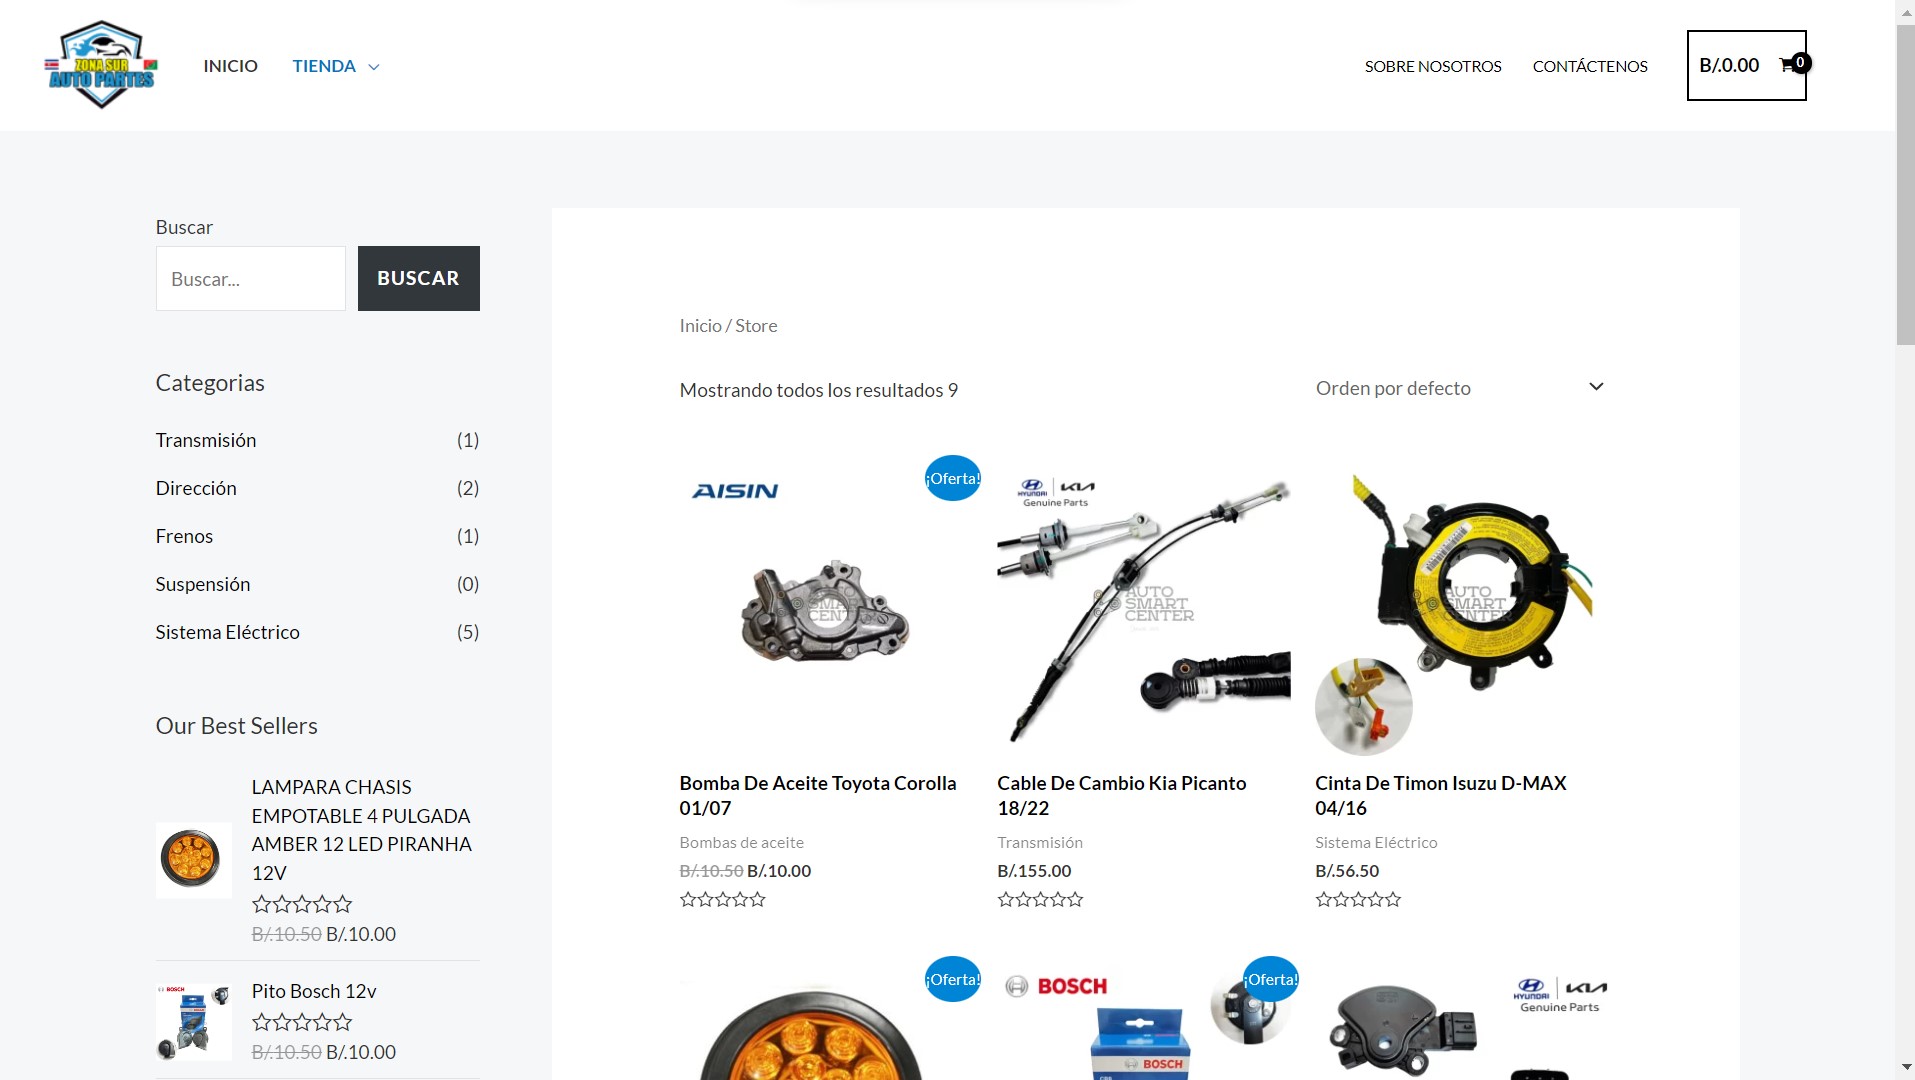 ZONA SUR
AUTO PARTES
INICIO
TIENDA
SOBRE NOSOTROS
CONTÁCTENOS
B/.0.00
0
Buscar
Buscar...
BUSCAR
Categorias
Transmisión (1)
Dirección (2)
Frenos (1)
Suspensión (0)
Sistema Eléctrico (5)
Our Best Sellers
LAMPARA CHASIS
EMPOTABLE 4 PULGADA
AMBER 12 LED PIRANHA
12V
B/.10.50 B/.10.00
BOSCH
Pito Bosch 12v
B/.10.50 B/.10.00
Inicio / Store
Mostrando todos los resultados 9
Orden por defecto
AISIN
¡Oferta!
AUTO
SMART
CENTER
Bomba De Aceite Toyota Corolla
01/07
Bombas de aceite
B/.10.50 B/.10.00
HYUNDAI KIA
Genuine Parts
AUTO
SMART
CENTER
Cable De Cambio Kia Picanto
18/22
Transmisión
B/.155.00
AUTO
SMART
CENTER
Cinta De Timon Isuzu D-MAX
04/16
Sistema Eléctrico
B/.56.50
¡Oferta!
BOSCH
¡Oferta!
BOSCH
HYUNDAI KIA
Genuine Parts